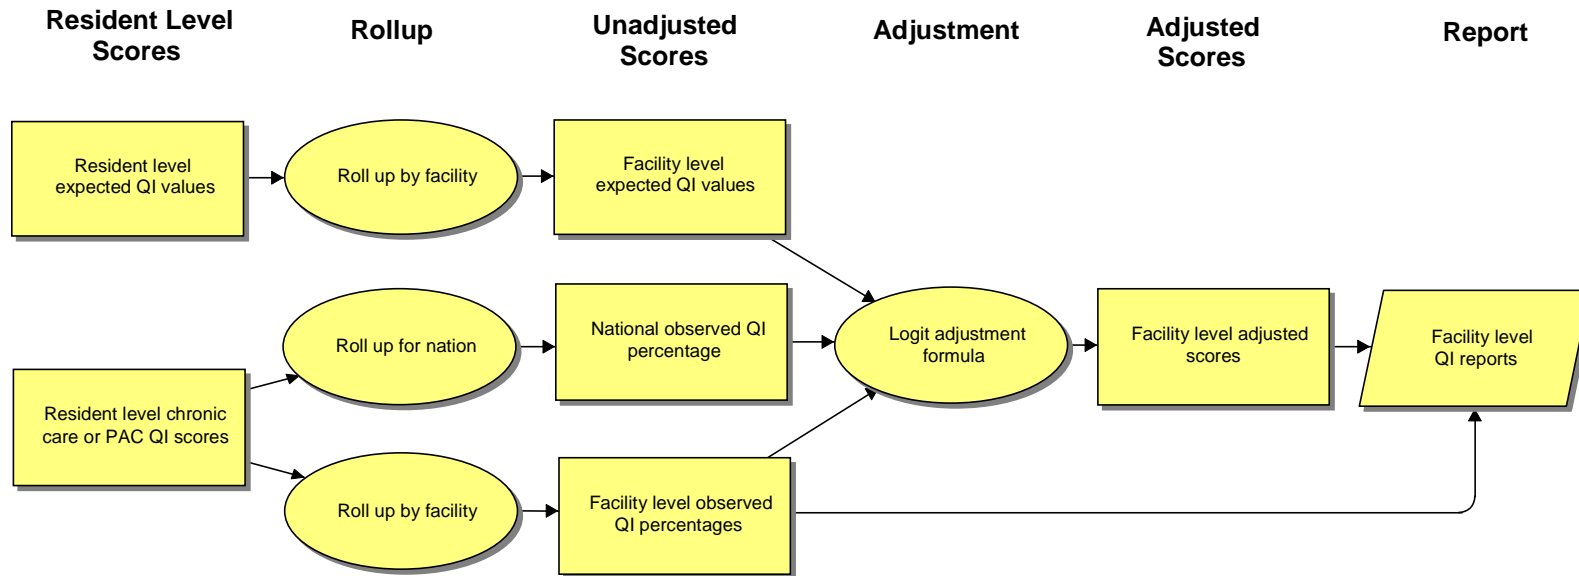 Resident Level
Scores
Rollup
Unadjusted
Scores
Adjustment
Adjusted
Scores
Report
Resident level
expected QI values
Roll up by facility
Facility level
expected QI values
Roll up for nation
National observed QI
percentage
Logit adjustment
formula
Facility level adjusted
scores
Facility level
QI reports
Resident level chronic
care or PAC QI scores
Roll up by facility
Facility level observed
QI percentages